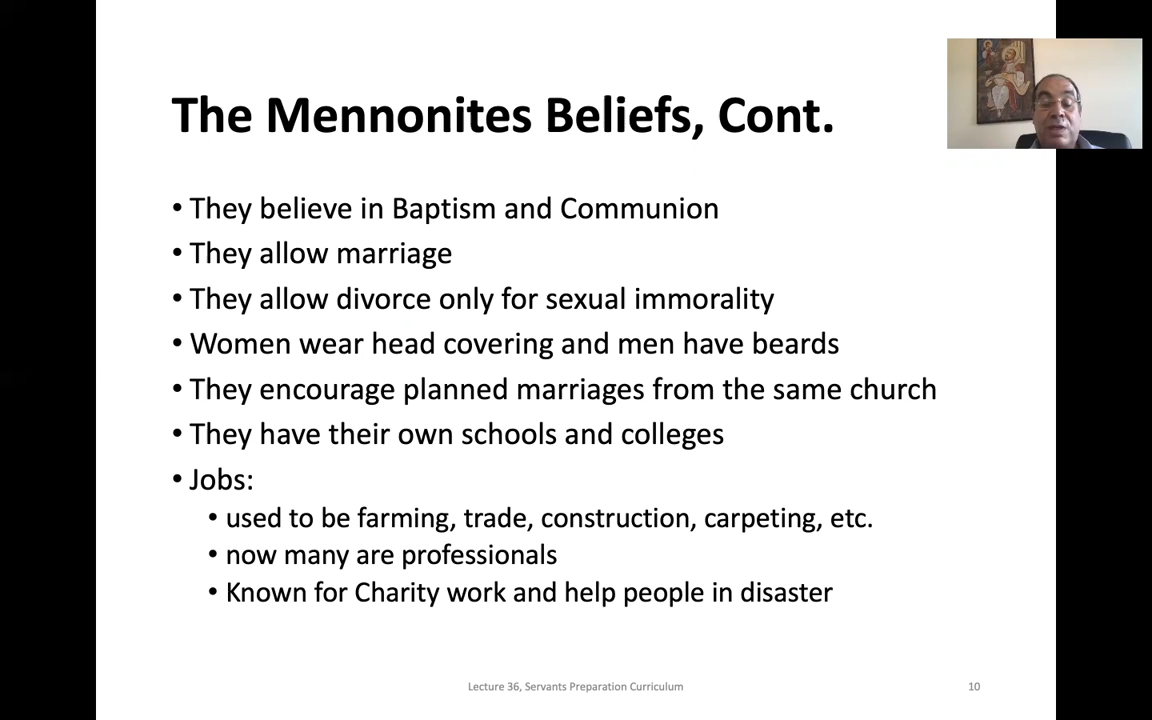 The Mennonites Beliefs, Cont.
• They believe in Baptism and Communion
• They allow marriage
• They allow divorce only for sexual immorality
• Women wear head covering and men have beards
• They encourage planned marriages from the same church
• They have their own schools and colleges
• Jobs:
• used to be farming, trade, construction, carpeting, etc.
• now many are professionals
• Known for Charity work and help people in disaster
Lecture 36, Servants Preparation Curriculum
10